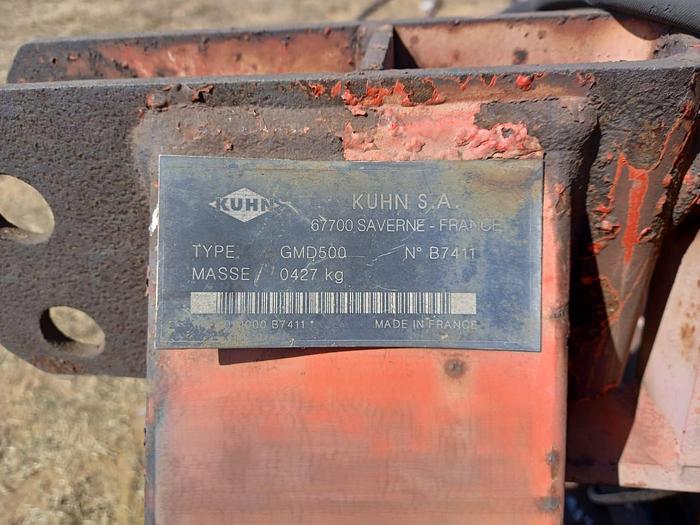 KUHN
KUHN S.A.
67700 SAVERNE - FRANCE
TYPE GMD500 N° B7411
MASSE 0427 kg
B7411 *
MADE IN FRANCE